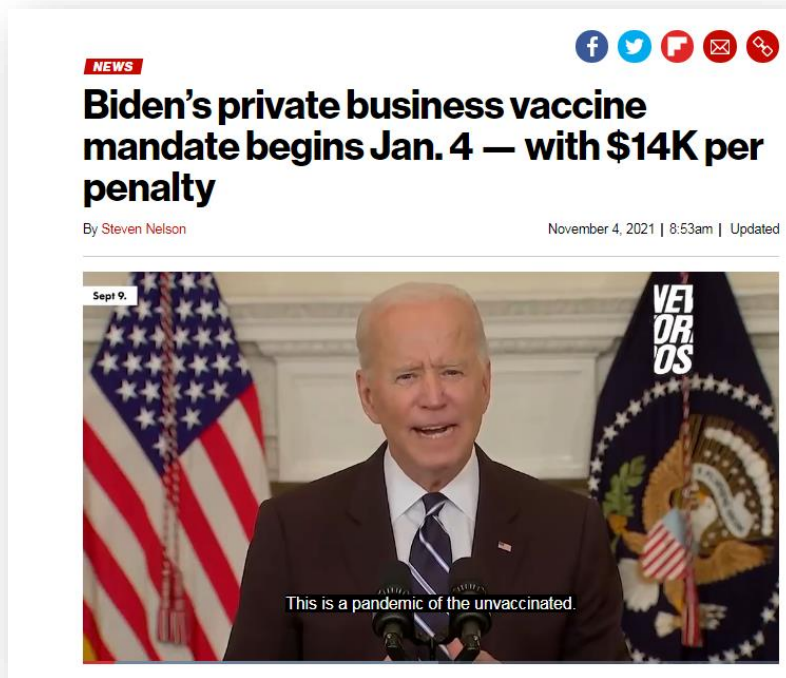 NEWS
Biden's private business vaccine
mandate begins Jan. 4 — with $14K per
penalty
By Steven Nelson
November 4, 2021 | 8:53am | Updated
Sept 9.
This is a pandemic of the unvaccinated.